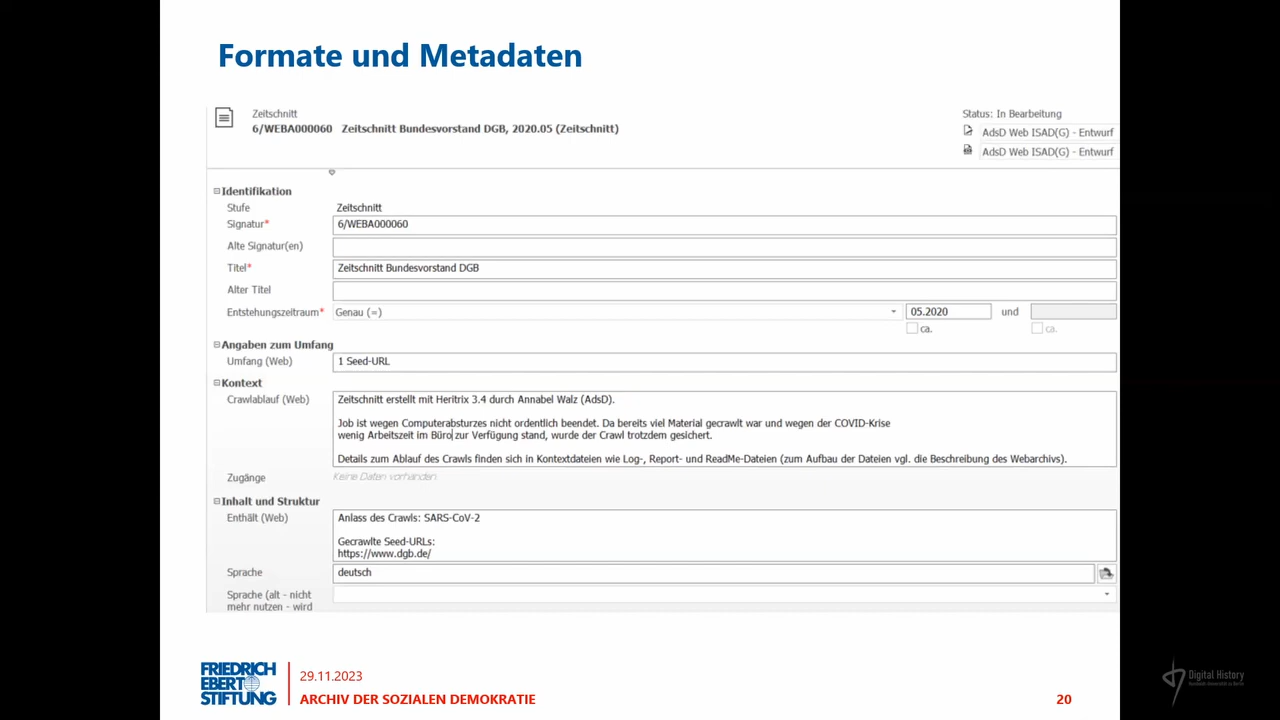 Formate und Metadaten
Zeitschnitt
6/WEBA000060 Zeitschnitt Bundesvorstand DGB, 2020.05 (Zeitschnitt)
Status: In Bearbeitung
AdsD Web ISAD(G) - Entwurf
AdsD Web ISAD(G) - Entwurf
Identifikation
Stufe Zeitschnitt
Signatur* 6/WEBA000060
Alte Signatur(en)
Titel* Zeitschnitt Bundesvorstand DGB
Alter Titel
Entstehungszeitraum* Genau (=) 05.2020 und
ca. ca.
Angaben zum Umfang
Umfang (Web) 1 Seed-URL
Kontext
Crawlablauf (Web) Zeitschnitt erstellt mit Heritrix 3.4 durch Annabel Walz (AdsD).
Job ist wegen Computerabsturzes nicht ordentlich beendet. Da bereits viel Material gecrawlt war und wegen der COVID-Krise
wenig Arbeitszeit im Büro zur Verfügung stand, wurde der Crawl trotzdem gesichert.
Details zum Ablauf des Crawls finden sich in Kontextdateien wie Log-, Report- und ReadMe-Dateien (zum Aufbau der Dateien vgl. die Beschreibung des Webarchivs).
Zugänge Keine Daten vorhanden
Inhalt und Struktur
Enthält (Web) Anlass des Crawls: SARS-CoV-2
Gecrawlte Seed-URLs:
https://www.dgb.de/
Sprache deutsch
Sprache (alt - nicht
mehr nutzen - wird
FRIEDRICH
EBERT
STIFTUNG
29.11.2023
ARCHIV DER SOZIALEN DEMOKRATIE
20
Digital History